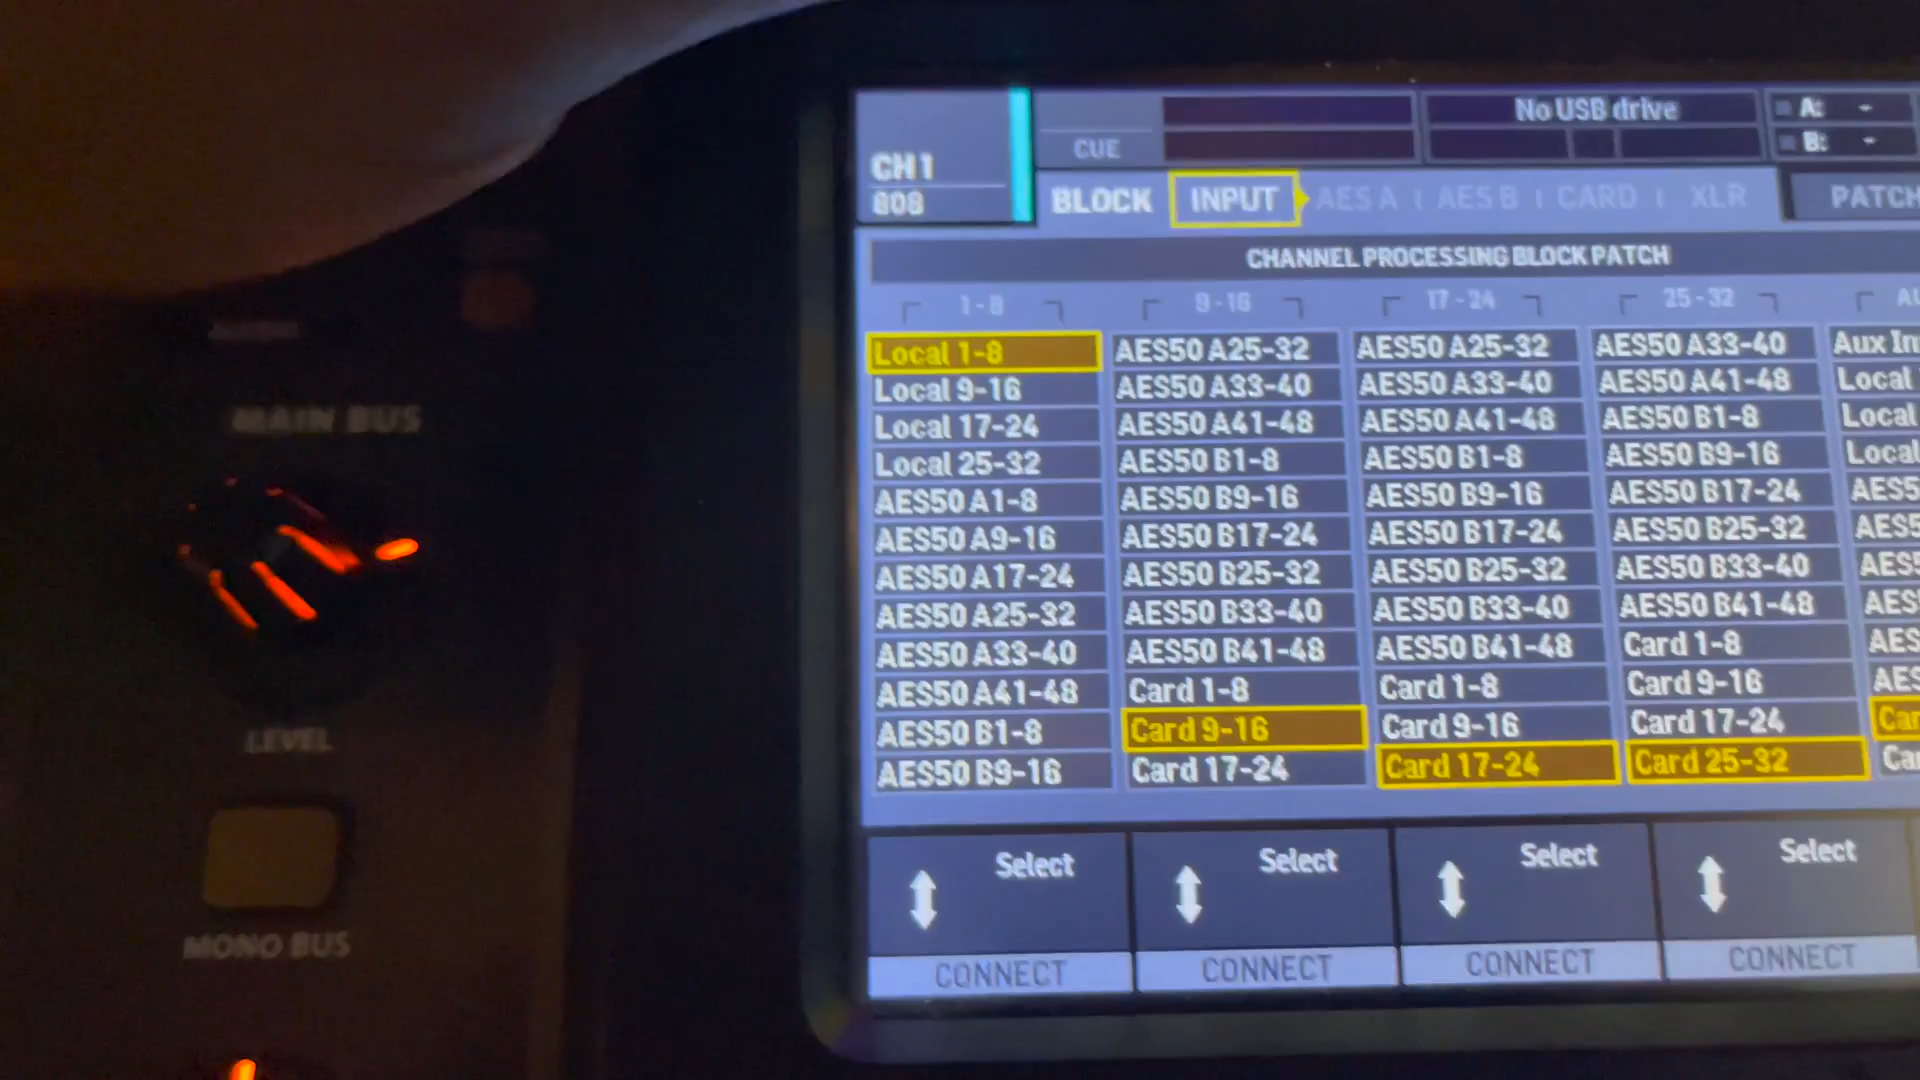 No USB drive
A: -
CH 1
CUE
B: -
808
BLOCK INPUT AES A AES B CARD XLR PATCH
CHANNEL PROCESSING BLOCK PATCH
1-8 9-16 17-24 25-32
Local 1-8 AES50 A25-32 AES50 A25-32 AES50 A33-40 Aux In
Local 9-16 AES50 A33-40 AES50 A33-40 AES50 A41-48 Local
Local 17-24 AES50 A41-48 AES50 A41-48 AES50 B1-8 Local
Local 25-32 AES50 B1-8 AES50 B1-8 AES50 B9-16 Local
AES50 A1-8 AES50 B9-16 AES50 B9-16 AES50 B17-24
AES50 A9-16 AES50 B17-24 AES50 B17-24 AES50 B25-32
AES50 A17-24 AES50 B25-32 AES50 B25-32 AES50 B33-40
AES50 A25-32 AES50 B33-40 AES50 B33-40 AES50 B41-48
AES50 A33-40 AES50 B41-48 AES50 B41-48 Card 1-8
AES50 A41-48 Card 1-8 Card 1-8 Card 9-16
AES50 B1-8 Card 9-16 Card 9-16 Card 17-24
AES50 B9-16 Card 17-24 Card 17-24 Card 25-32
Select Select Select Select
CONNECT CONNECT CONNECT CONNECT
MAIN BUS
LEVEL
MONO BUS